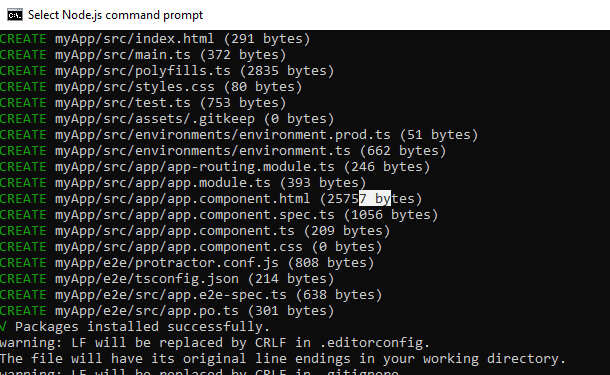 Select Node.js command prompt
CREATE myApp/src/index.html (291 bytes)
CREATE myApp/src/main.ts (372 bytes)
CREATE myApp/src/polyfills.ts (2835 bytes)
CREATE myApp/src/styles.css (80 bytes)
CREATE myApp/src/test.ts (753 bytes)
CREATE myApp/src/assets/.gitkeep (0 bytes)
CREATE myApp/src/environments/environment.prod.ts (51 bytes)
CREATE myApp/src/environments/environment.ts (662 bytes)
CREATE myApp/src/app/app-routing.module.ts (246 bytes)
CREATE myApp/src/app/app.module.ts (393 bytes)
CREATE myApp/src/app/app.component.html (25757 bytes)
CREATE myApp/src/app/app.component.spec.ts (1056 bytes)
CREATE myApp/src/app/app.component.ts (209 bytes)
CREATE myApp/src/app/app.component.css (0 bytes)
CREATE myApp/e2e/protractor.conf.js (808 bytes)
CREATE myApp/e2e/tsconfig.json (214 bytes)
CREATE myApp/e2e/src/app.e2e-spec.ts (638 bytes)
CREATE myApp/e2e/src/app.po.ts (301 bytes)
√ Packages installed successfully.
warning: LF will be replaced by CRLF in .editorconfig.
The file will have its original line endings in your working directory.
warning: LF will be replaced by CRLF in .gitignore.